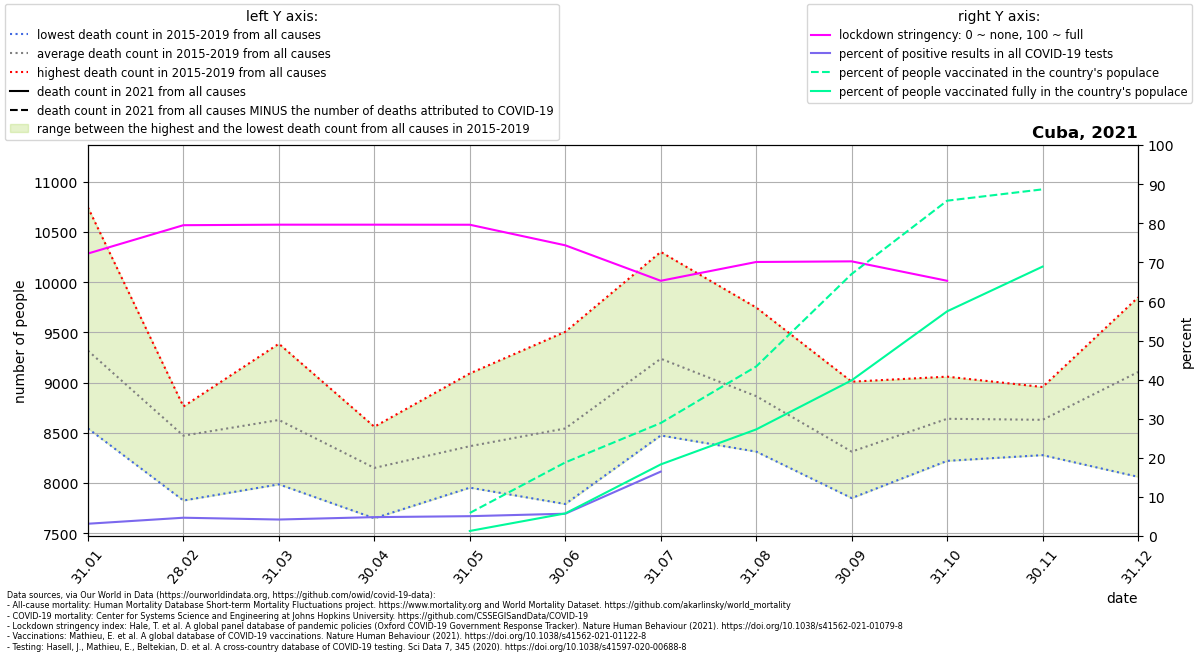 left Y axis:
lowest death count in 2015-2019 from all causes
average death count in 2015-2019 from all causes
highest death count in 2015-2019 from all causes
death count in 2021 from all causes
death count in 2021 from all causes MINUS the number of deaths attributed to COVID-19
range between the highest and the lowest death count from all causes in 2015-2019
right Y axis:
lockdown stringency: 0 ~ none, 100 ~ full
percent of positive results in all COVID-19 tests
percent of people vaccinated in the country's populace
percent of people vaccinated fully in the country's populace
Cuba, 2021
number of people
11000
10500
10000
9500
9000
8500
8000
7500
100
90
80
70
60
50
40
30
20
10
0
percent
31.01
28.02
31.03
30.04
31.05
30.06
31.07
31.08
30.09
31.10
30.11
31.12
date
Data sources, via Our World in Data (https://ourworldindata.org, https://github.com/owid/covid-19-data):
- All-cause mortality: Human Mortality Database Short-term Mortality Fluctuations project. https://www.mortality.org and World Mortality Dataset. https://github.com/akarlinsky/world_mortality
- COVID-19 mortality: Center for Systems Science and Engineering at Johns Hopkins University. https://github.com/CSSEGISandData/COVID-19
- Lockdown stringency index: Hale, T. et al. A global panel database of pandemic policies (Oxford COVID-19 Government Response Tracker). Nature Human Behaviour (2021). https://doi.org/10.1038/s41562-021-01079-8
- Vaccinations: Mathieu, E. et al. A global database of COVID-19 vaccinations. Nature Human Behaviour (2021). https://doi.org/10.1038/s41562-021-01122-8
- Testing: Hasell, J., Mathieu, E., Beltekian, D. et al. A cross-country database of COVID-19 testing. Sci Data 7, 345 (2020). https://doi.org/10.1038/s41597-020-00688-8